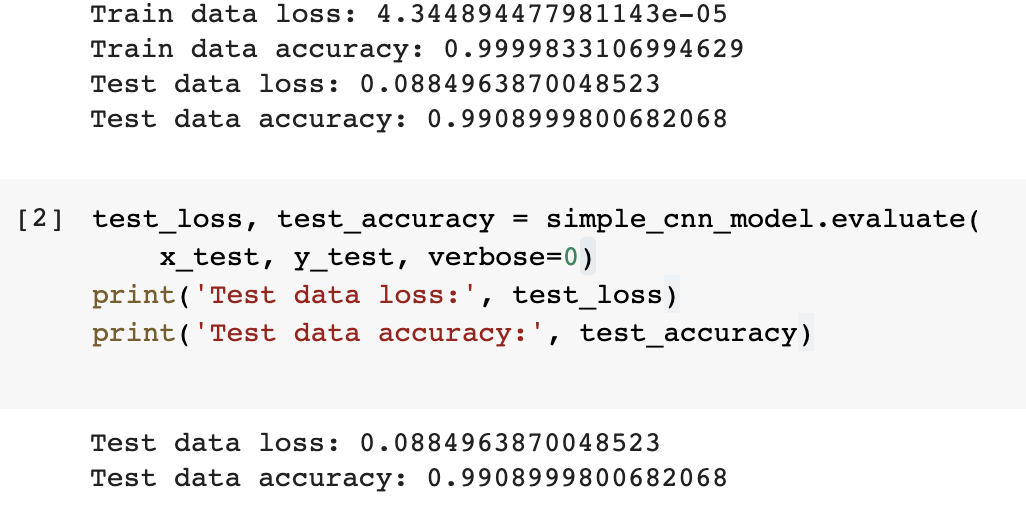 Train data loss: 4.344894477981143e-05
Train data accuracy: 0.9999833106994629
Test data loss: 0.0884963870048523
Test data accuracy: 0.9908999800682068
[2] test_loss, test_accuracy = simple_cnn_model.evaluate(
x_test, y_test, verbose=0)
print('Test data loss:', test_loss)
print('Test data accuracy:', test_accuracy)
Test data loss: 0.0884963870048523
Test data accuracy: 0.9908999800682068